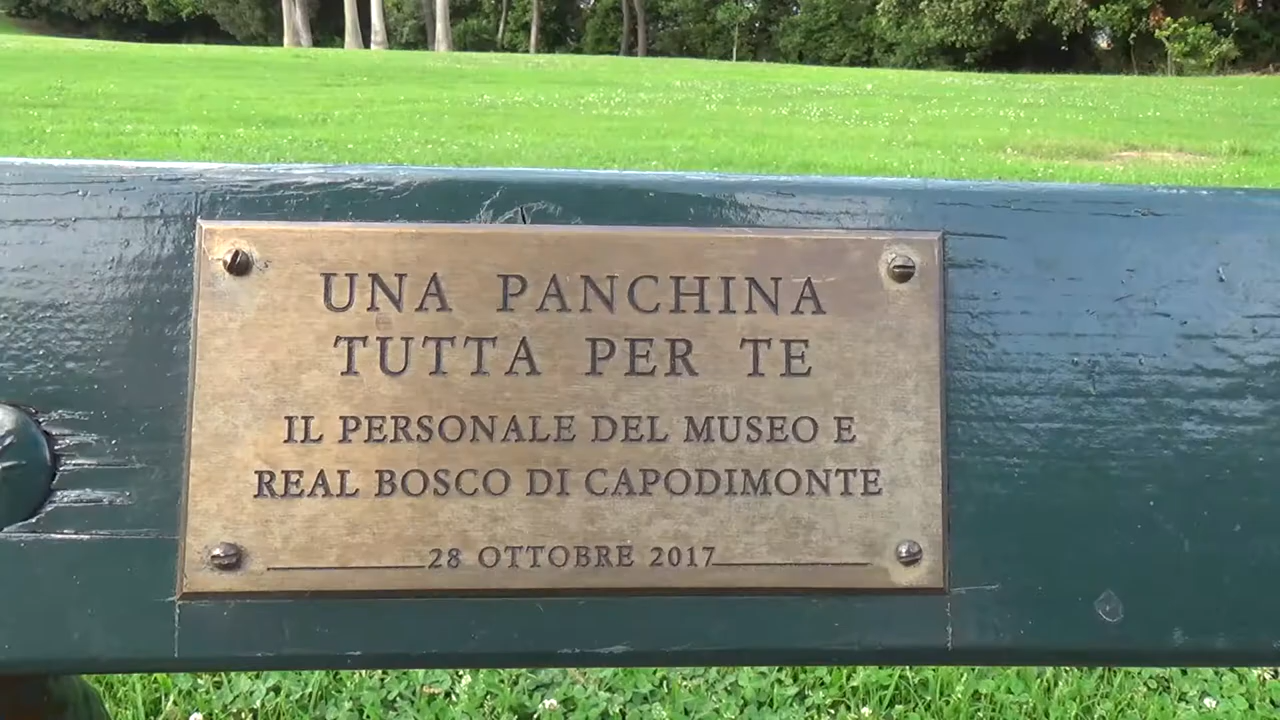 UNA PANCHINA
TUTTA PER TE
IL PERSONALE DEL MUSEO E
REAL BOSCO DI CAPODIMONTE
28 OTTOBRE 2017